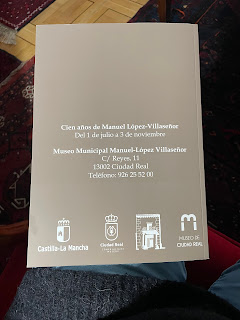 Cien años de Manuel López-Villaseñor
Del 1 de julio a 3 de noviembre
Museo Municipal Manuel-López Villaseñor
C/ Reyes, 11
13002 Ciudad Real
Teléfono: 926 25 52 00
Castilla-La Mancha
Ciudad Real
MUSEO DE
CIUDAD REAL